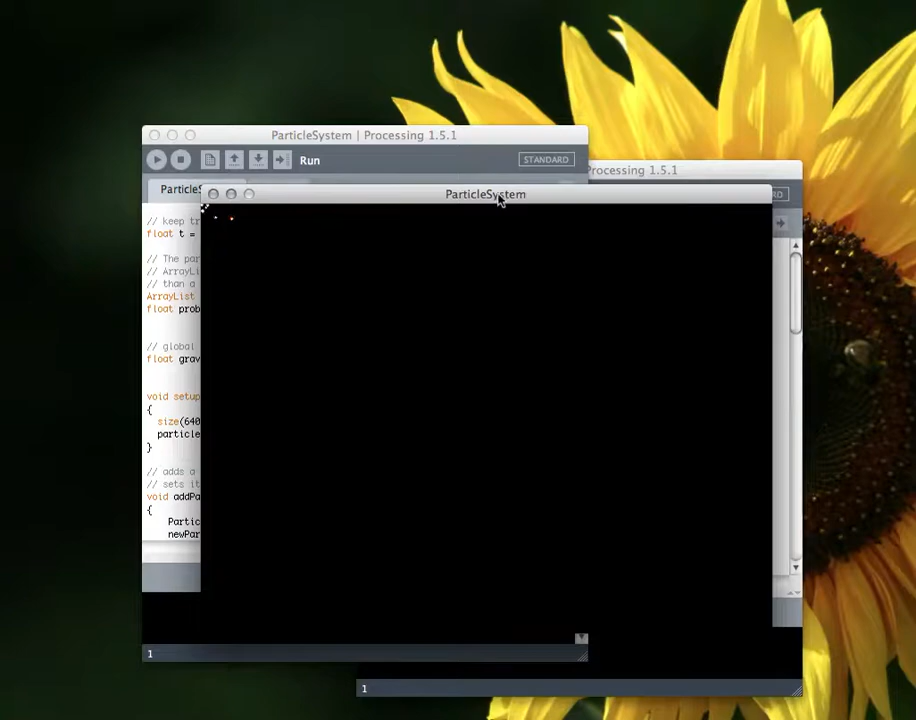 ParticleSystem | Processing 1.5.1
Run
STANDARD
Processing 1.5.1
RD
ParticleS
ParticleSystem
// keep tr
float t =
// The par
// ArrayLi
// than a
ArrayList
float prob
// global
float grav
void setup
{
size(640
particle
}
// adds a
// sets it
void addPa
{
Partic
newPar
1
1